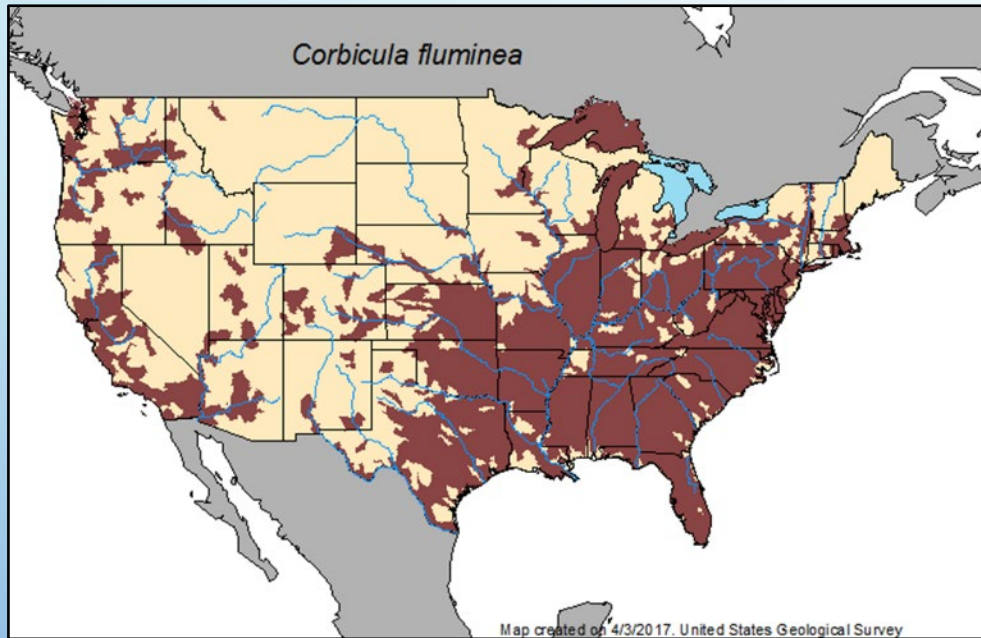 Corbicula fluminea
Map created on 4/3/2017. United States Geological Survey